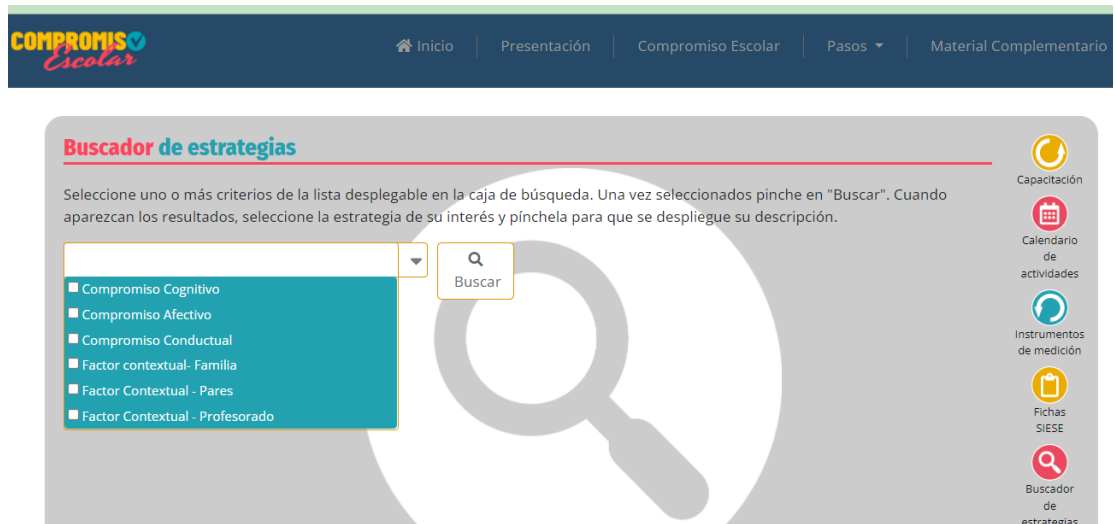 COMPROMISO
Escolar
Inicio
Presentación
Compromiso Escolar
Pasos
Material Complementario
Buscador de estrategias
Seleccione uno o más criterios de la lista desplegable en la caja de búsqueda. Una vez seleccionados pinche en "Buscar". Cuando
aparezcan los resultados, seleccione la estrategia de su interés y pínchela para que se despliegue su descripción.
Buscar
Compromiso Cognitivo
Compromiso Afectivo
Compromiso Conductual
Factor contextual- Familia
Factor Contextual - Pares
Factor Contextual - Profesorado
Capacitación
Calendario
de
actividades
Instrumentos
de medición
Fichas
SIESE
Buscador
de
estrategias